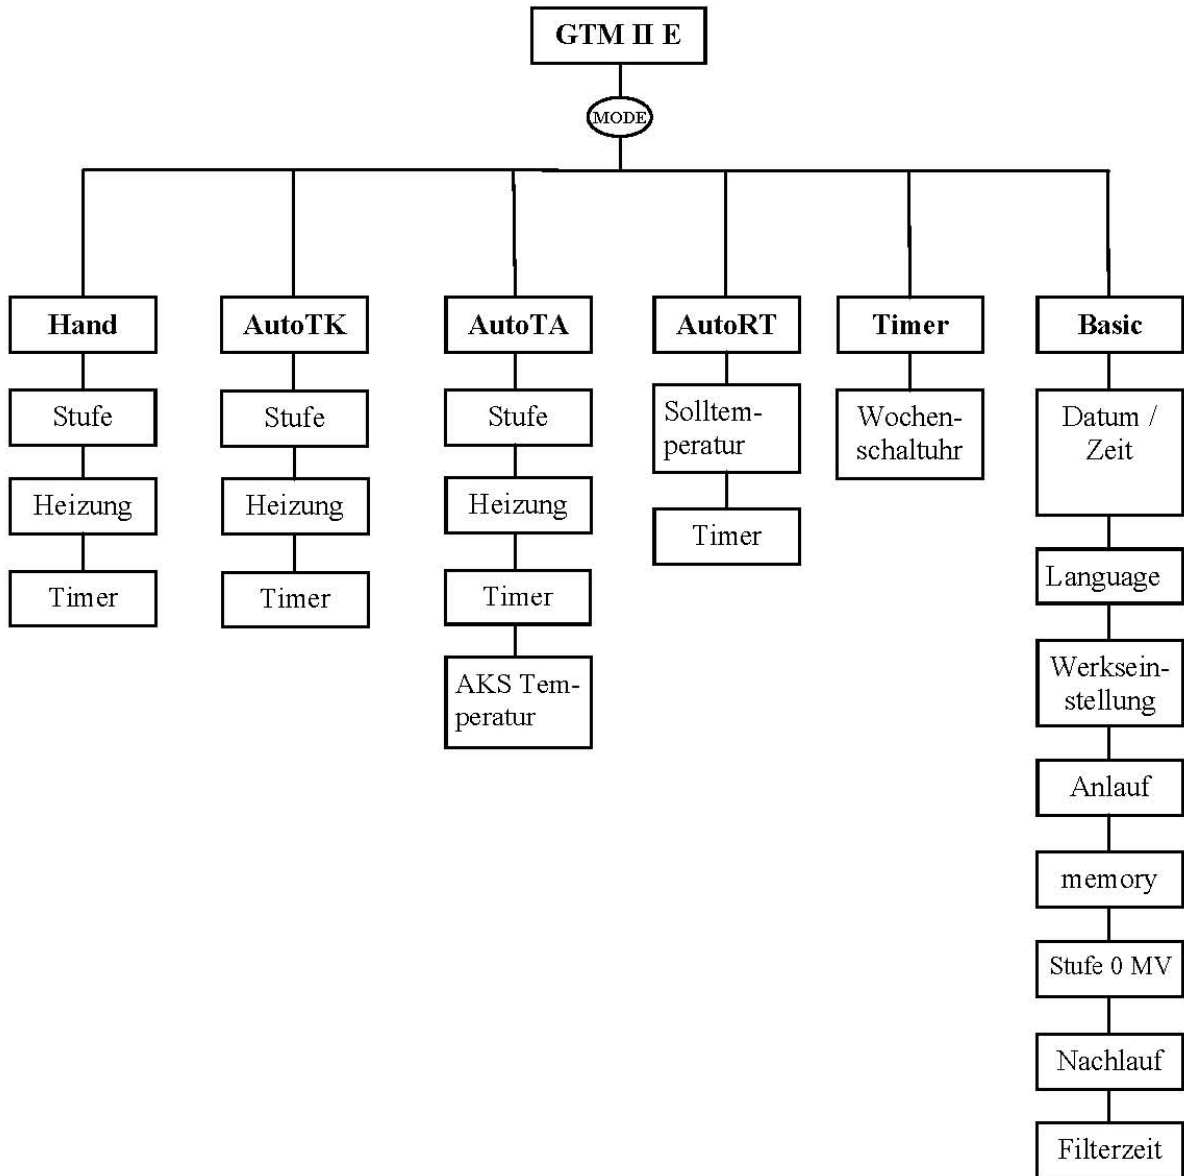 GTM II E
MODE
Hand
Stufe
Heizung
Timer
AutoTK
Stufe
Heizung
Timer
AutoTA
Stufe
Heizung
Timer
AKS Tem-
peratur
AutoRT
Solltem-
peratur
Timer
Timer
Wochen-
schaltuhr
Basic
Datum /
Zeit
Language
Werksein-
stellung
Anlauf
memory
Stufe 0 MV
Nachlauf
Filterzeit